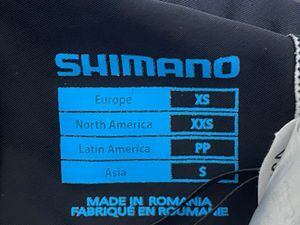 SHIMANO
Europe XS
North America XXS
Latin America PP
Asia S
MADE IN ROMANIA
FABRIQUÉ EN ROUMANIE